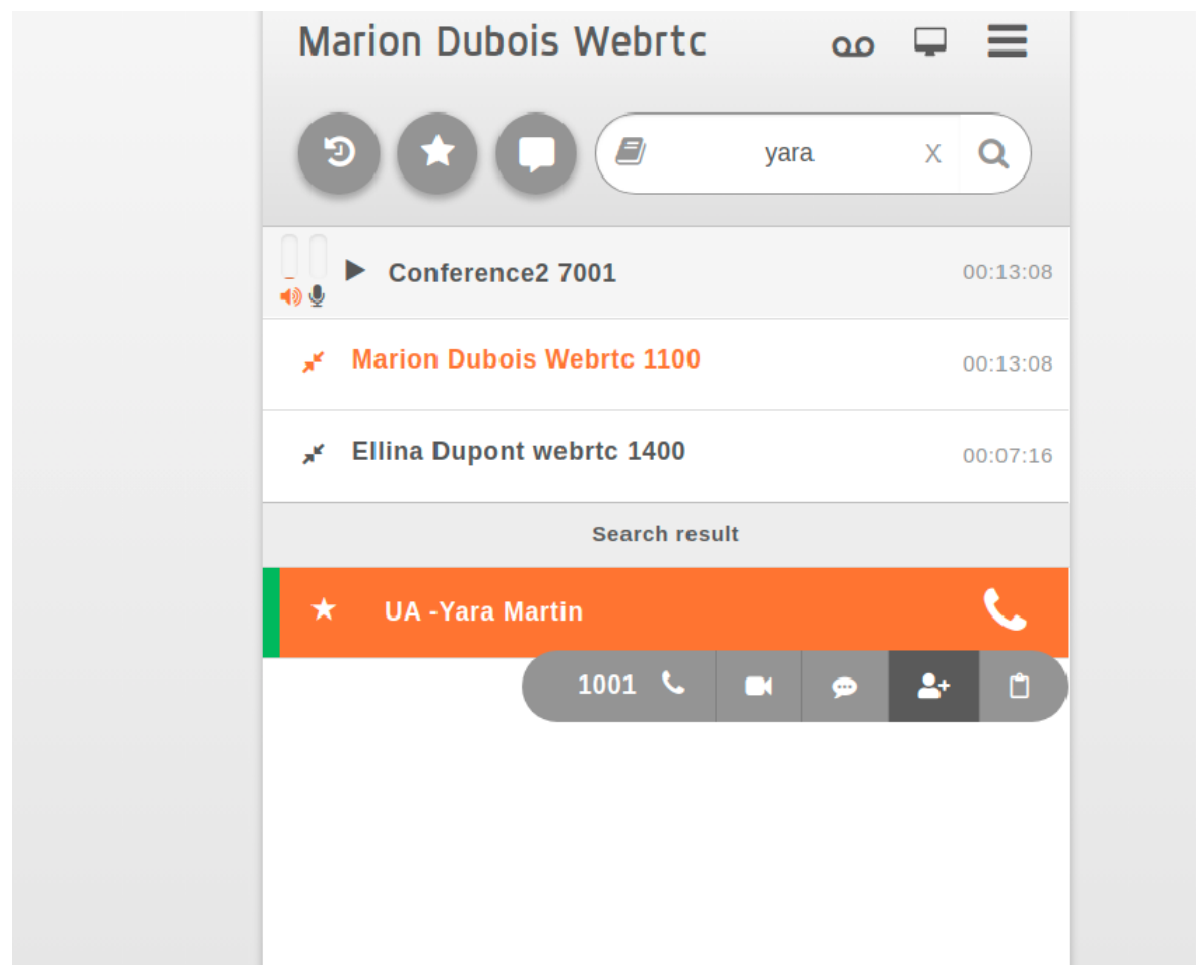 Marion Dubois Webrtc
yara X
Conference2 7001 00:13:08
Marion Dubois Webrtc 1100 00:13:08
Ellina Dupont webrtc 1400 00:07:16
Search result
UA -Yara Martin
1001